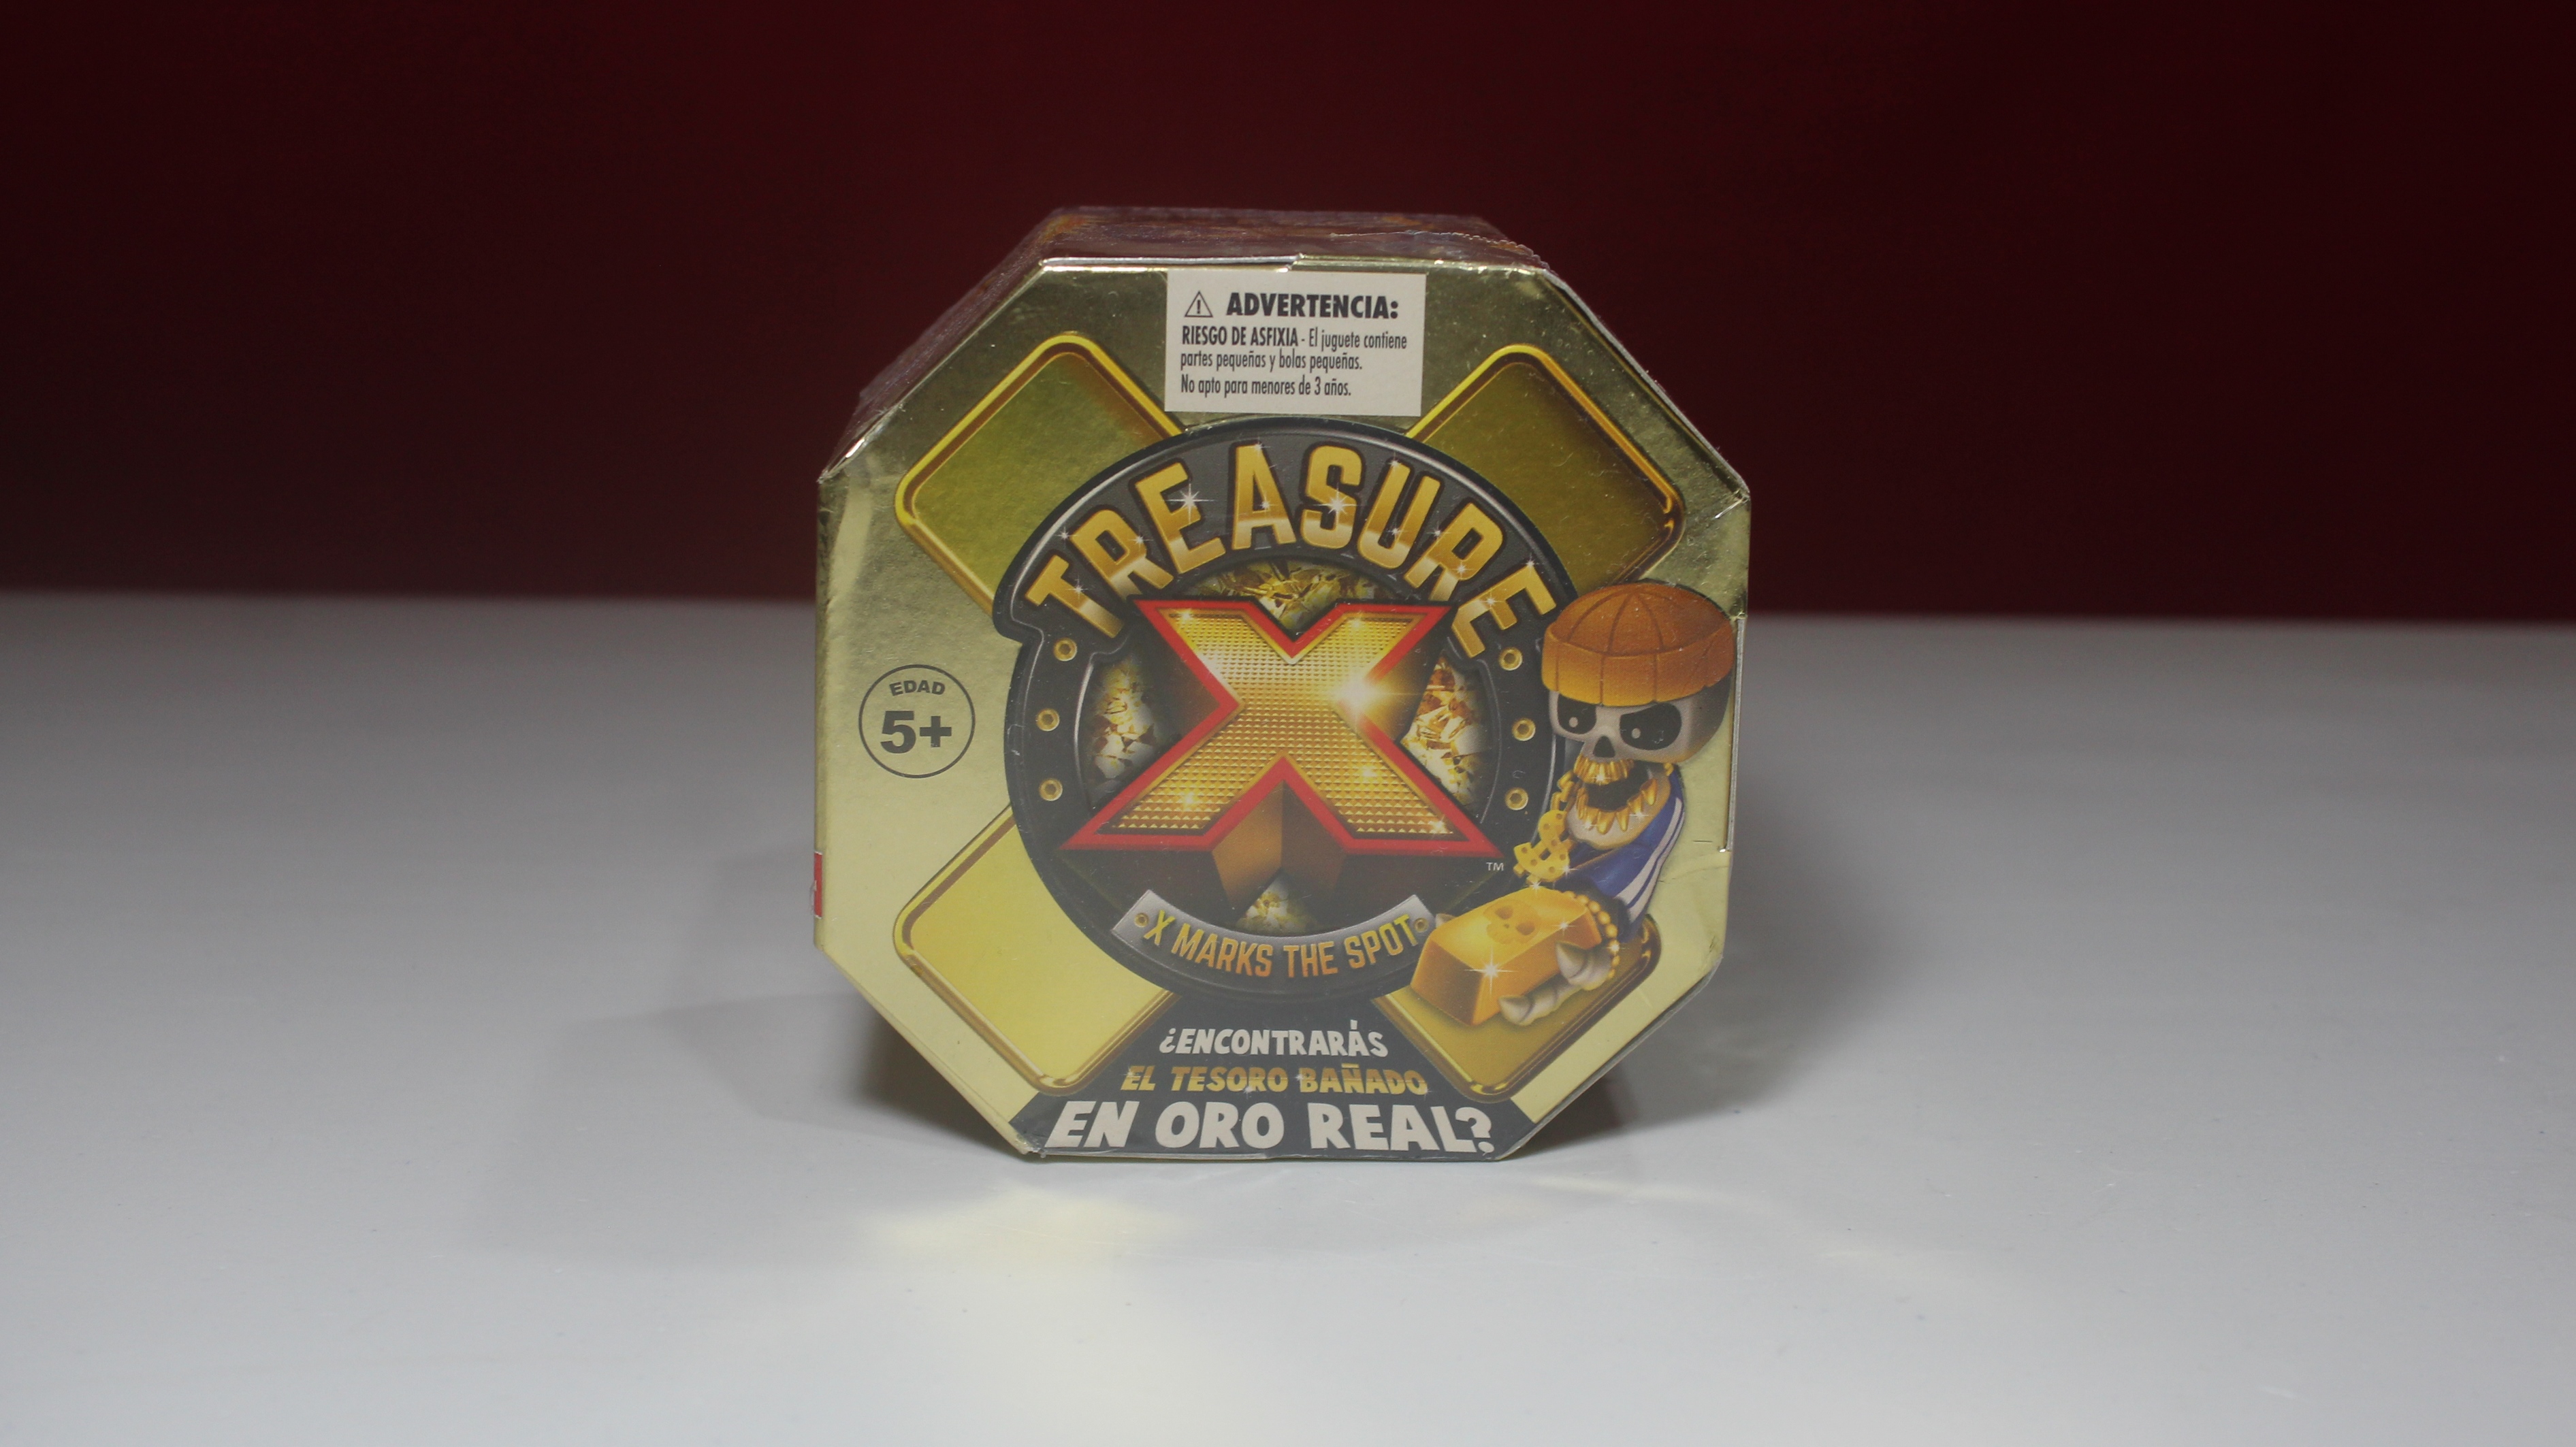 ADVERTENCIA:
RIESGO DE ASFIXIA - El juguete contiene
partes pequeñas y bolas pequeñas.
No apto para menores de 3 años.
TREASURE
X
TM
X MARKS THE SPOT
EDAD
5+
¿ENCONTRARÁS
EL TESORO BAÑADO
EN ORO REAL?